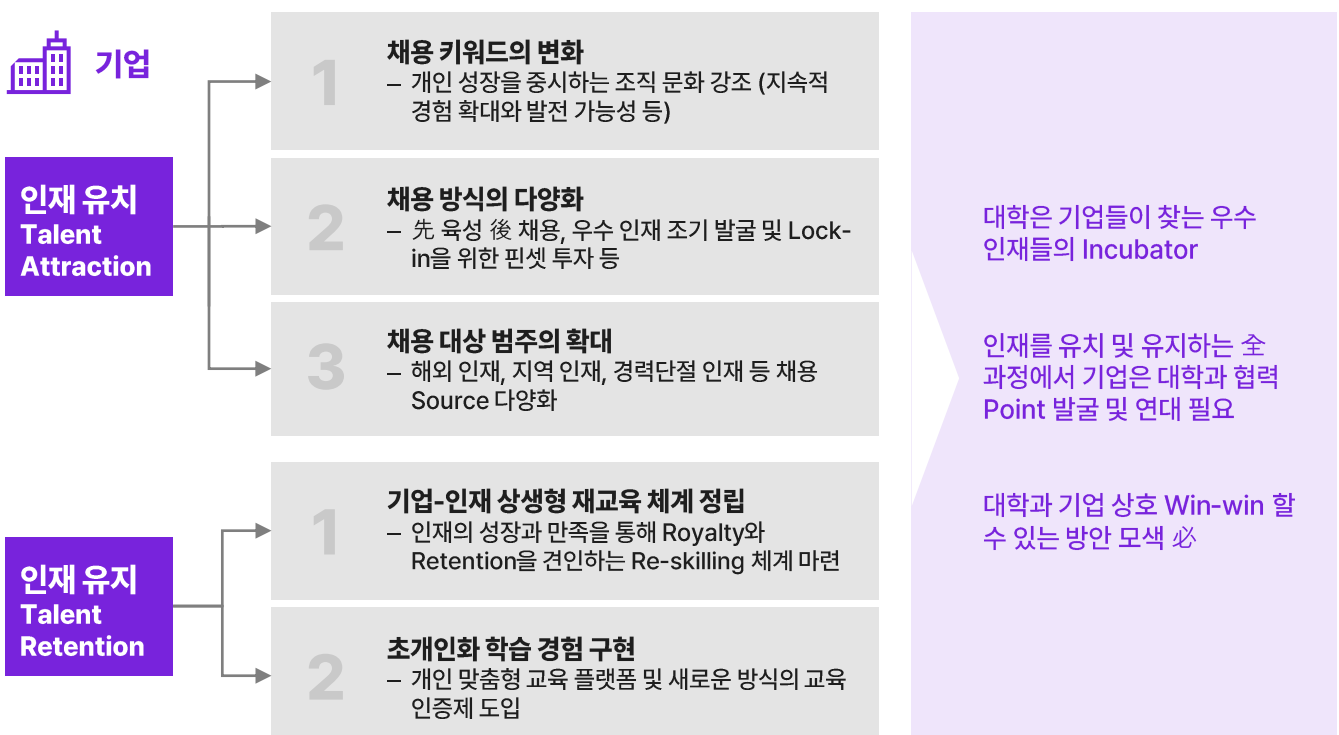 기업
인재 유치
Talent
Attraction
1
채용 키워드의 변화
– 개인 성장을 중시하는 조직 문화 강조 (지속적
경험 확대와 발전 가능성 등)
2
채용 방식의 다양화
– 先 육성 後 채용, 우수 인재 조기 발굴 및 Lock-
in을 위한 핀셋 투자 등
3
채용 대상 범주의 확대
– 해외 인재, 지역 인재, 경력단절 인재 등 채용
Source 다양화
인재 유지
Talent
Retention
1
기업-인재 상생형 재교육 체계 정립
– 인재의 성장과 만족을 통해 Royalty와
Retention을 견인하는 Re-skilling 체계 마련
2
초개인화 학습 경험 구현
– 개인 맞춤형 교육 플랫폼 및 새로운 방식의 교육
인증제 도입
대학은 기업들이 찾는 우수
인재들의 Incubator
인재를 유치 및 유지하는 全
과정에서 기업은 대학과 협력
Point 발굴 및 연대 필요
대학과 기업 상호 Win-win 할
수 있는 방안 모색 必